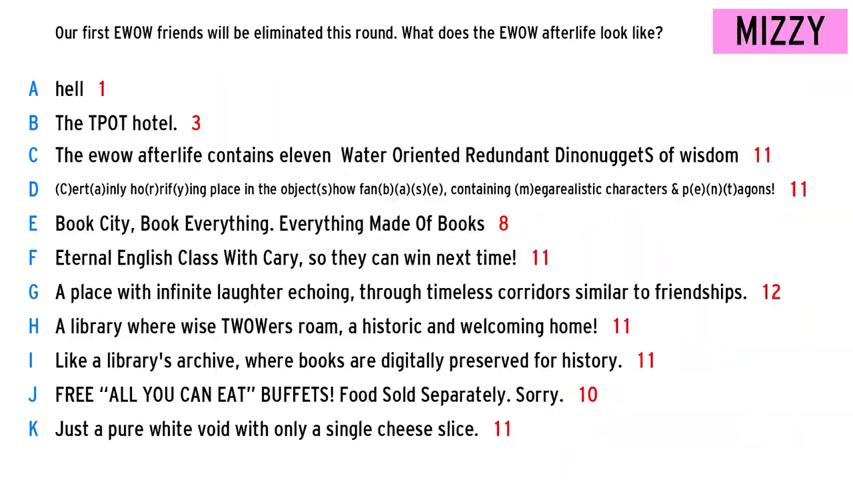 Our first EWOW friends will be eliminated this round. What does the EWOW afterlife look like?
MIZZY
A hell 1
B The TPOT hotel. 3
C The ewow afterlife contains eleven Water Oriented Redundant DinonuggetS of wisdom 11
D (C)ert(a)inly ho(r)rif(y)ing place in the object(s)how fan(b)(a)(s)(e), containing (m)egarealistic characters & p(e)(n)(t)agons! 11
E Book City, Book Everything. Everything Made Of Books 8
F Eternal English Class With Cary, so they can win next time! 11
G A place with infinite laughter echoing, through timeless corridors similar to friendships. 12
H A library where wise TWOWers roam, a historic and welcoming home! 11
I Like a library's archive, where books are digitally preserved for history. 11
J FREE “ALL YOU CAN EAT” BUFFETS! Food Sold Separately. Sorry. 10
K Just a pure white void with only a single cheese slice. 11